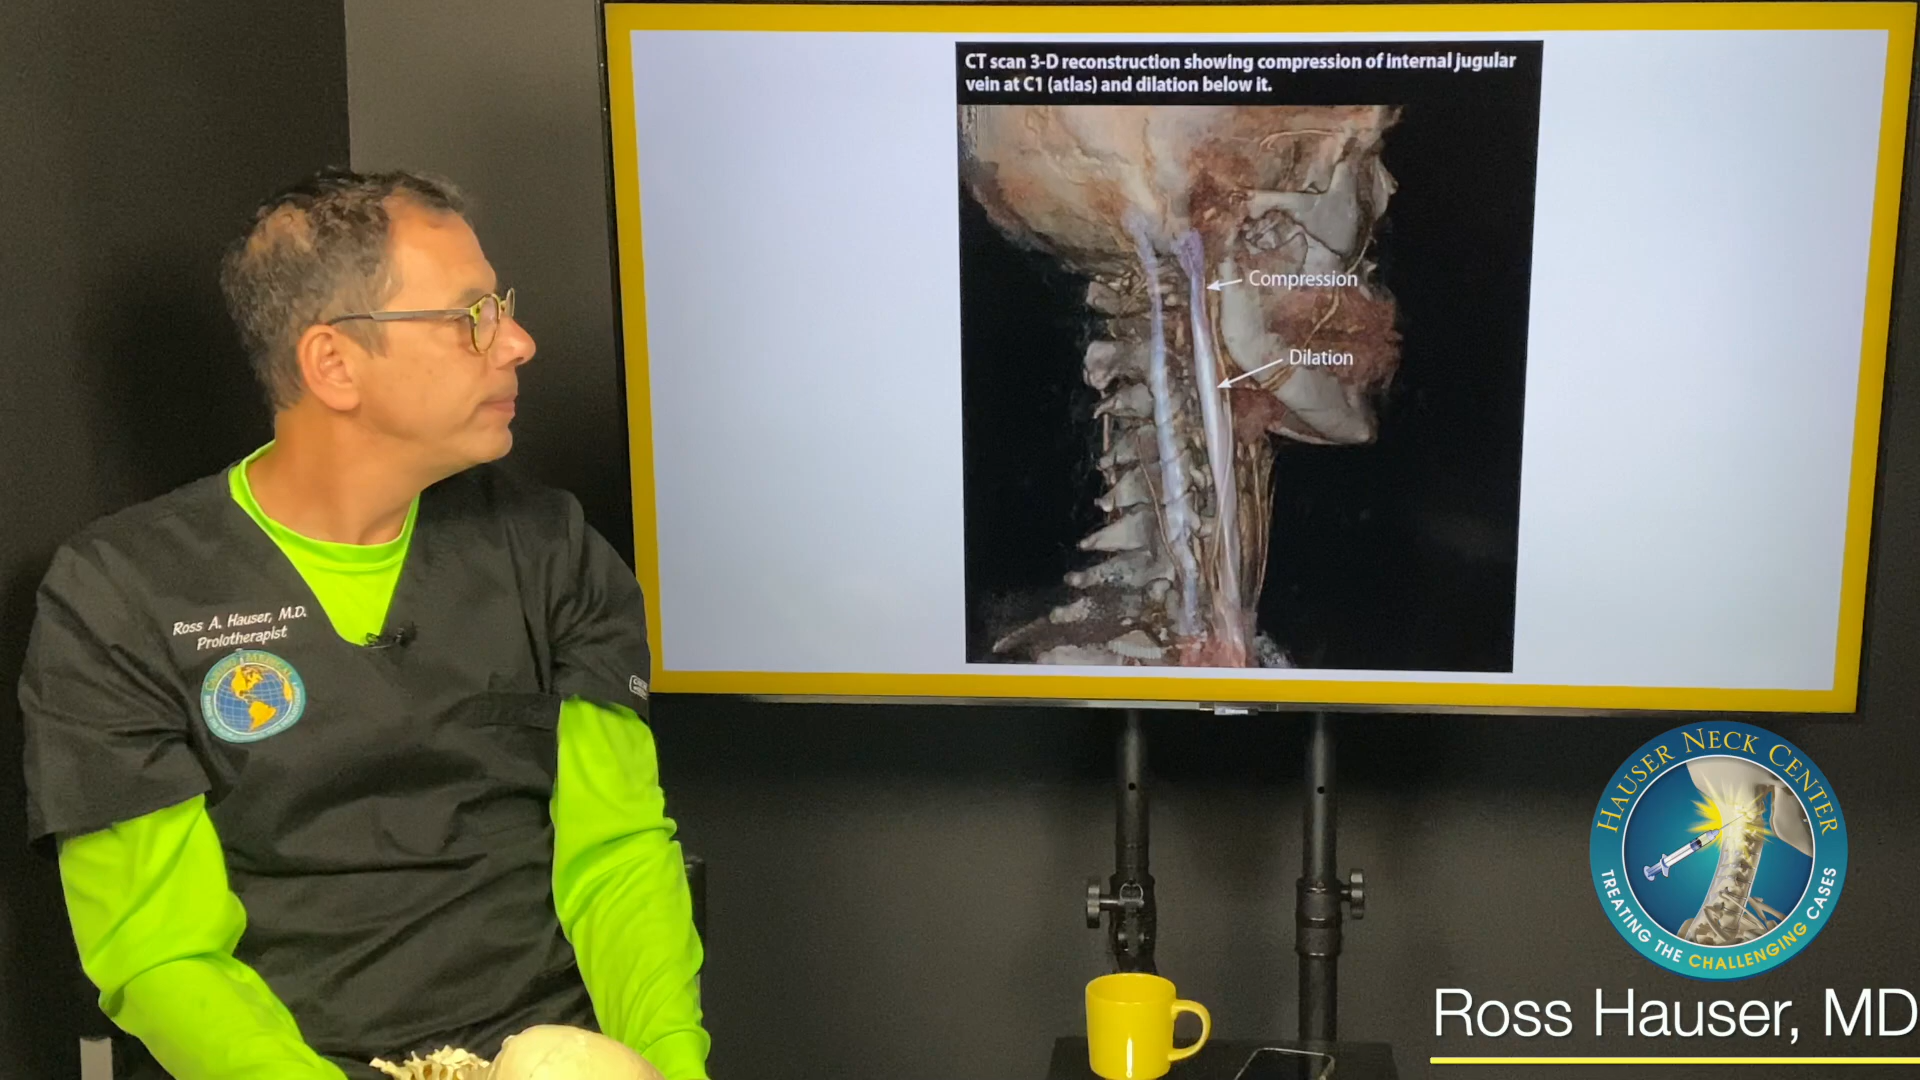 CT scan 3-D reconstruction showing compression of internal jugular
vein at C1 (atlas) and dilation below it.
Compression
Dilation
Ross A. Hauser, M.D.
Prolotherapist
HAUSER NECK CENTER
TREATING THE CHALLENGING CASES
Ross Hauser, MD